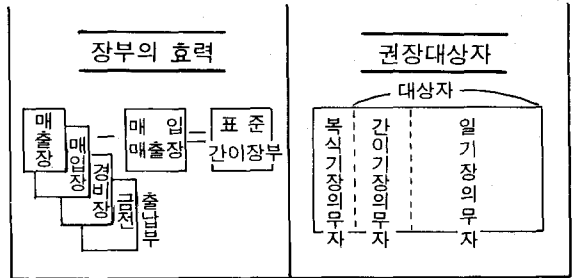 장부의 효력
매출장
매입장
경비장
금전
출납부
매 입
매출장
표 준
간이장부
권장대상자
대상자
복식기장의무자
간이기장의무자
일기장의무자